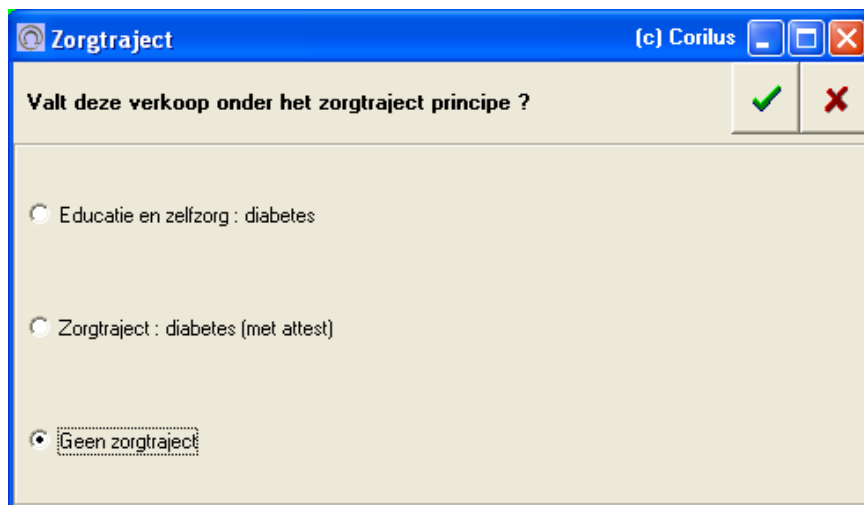 Zorgtraject (c) Corilus
Valt deze verkoop onder het zorgtraject principe ?
Educatie en zelfzorg : diabetes
Zorgtraject : diabetes (met attest)
Geen zorgtraject